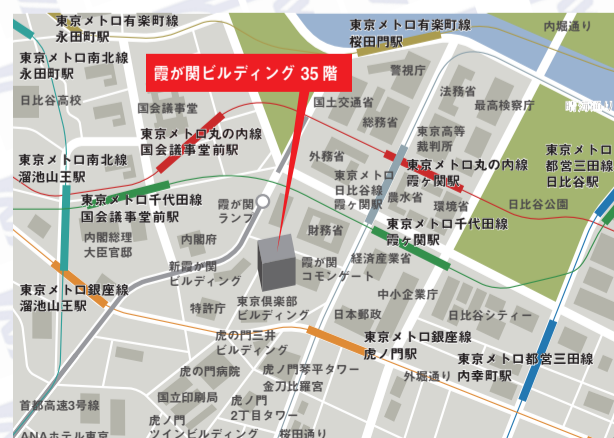 東京メトロ有楽町線
永田町駅
東京メトロ有楽町線
桜田門駅
内堀通り
東京メトロ南北線
永田町駅
霞が関ビルディング 35 階
警視庁
日比谷高校
国会議事堂
国土交通省
法務省
最高検察庁
晴海通り
総務省
東京メトロ丸の内線
国会議事堂前駅
東京高等
裁判所
東京メトロ
都営三田線
日比谷駅
東京メトロ南北線
溜池山王駅
外務省
東京メトロ丸の内線
霞ヶ関駅
東京メトロ
日比谷線
霞ヶ関駅
農水省
環境省
日比谷公園
東京メトロ千代田線
国会議事堂前駅
霞が関
ランプ
東京メトロ千代田線
霞ヶ関駅
内閣総理
大臣官邸
内閣府
財務省
新霞が関
ビルディング
霞が関
コモンゲート
経済産業省
東京メトロ銀座線
溜池山王駅
特許庁
東京倶楽部
ビルディング
中小企業庁
日本郵政
日比谷シティー
虎の門三井
ビルディング
東京メトロ銀座線
虎ノ門駅
東京メトロ都営三田線
内幸町駅
虎の門病院
虎ノ門琴平タワー
金刀比羅宮
外堀通り
首都高速3号線
国立印刷局
虎ノ門
2丁目タワー
虎ノ門
ツインビルディング
桜田通り
ANAホテル東京